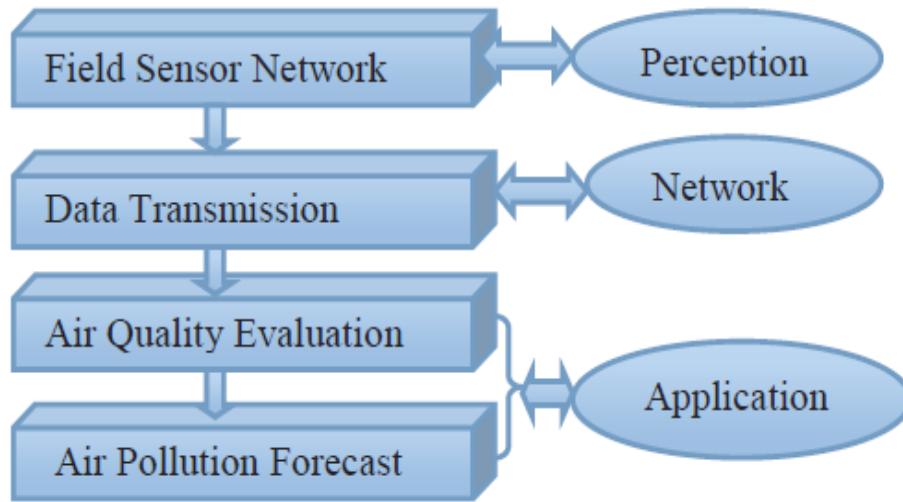 Field Sensor Network
Perception
Data Transmission
Network
Air Quality Evaluation
Air Pollution Forecast
Application